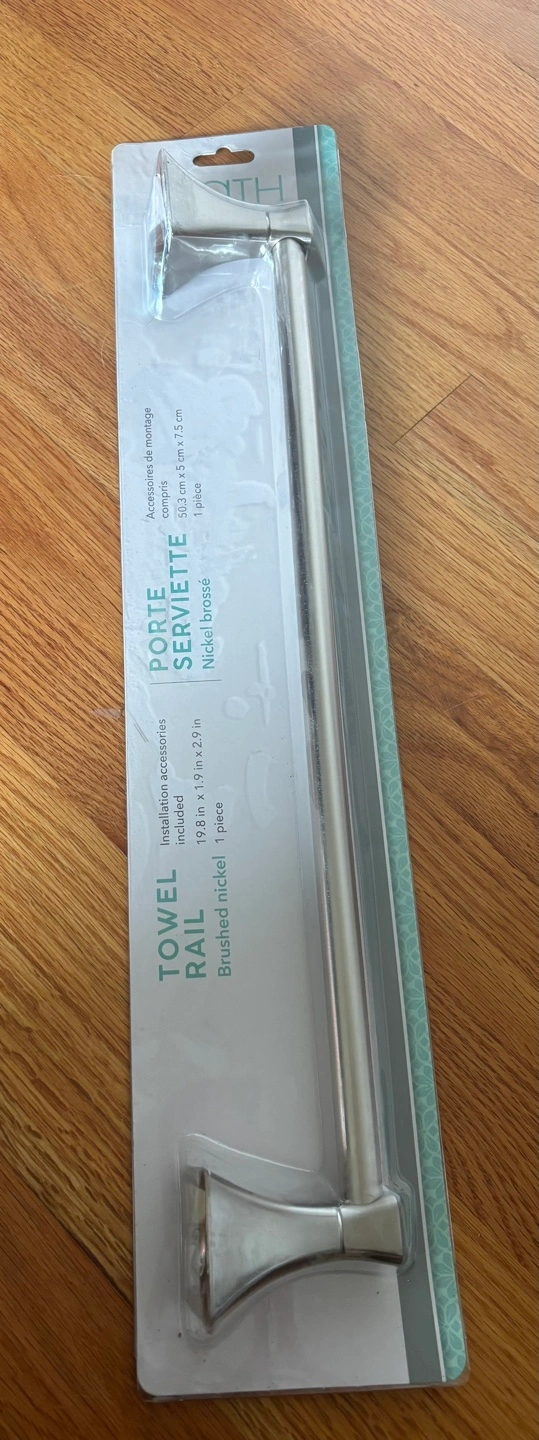 TOWEL
RAIL
Brushed nickel
Installation accessories
included
19.8 in x 1.9 in x 2.9 in
1 piece
PORTE
SERVIETTE
Nickel brossé
Accessoires de montage
compris
50.3 cm x 5 cm x 7.5 cm
1 pièce